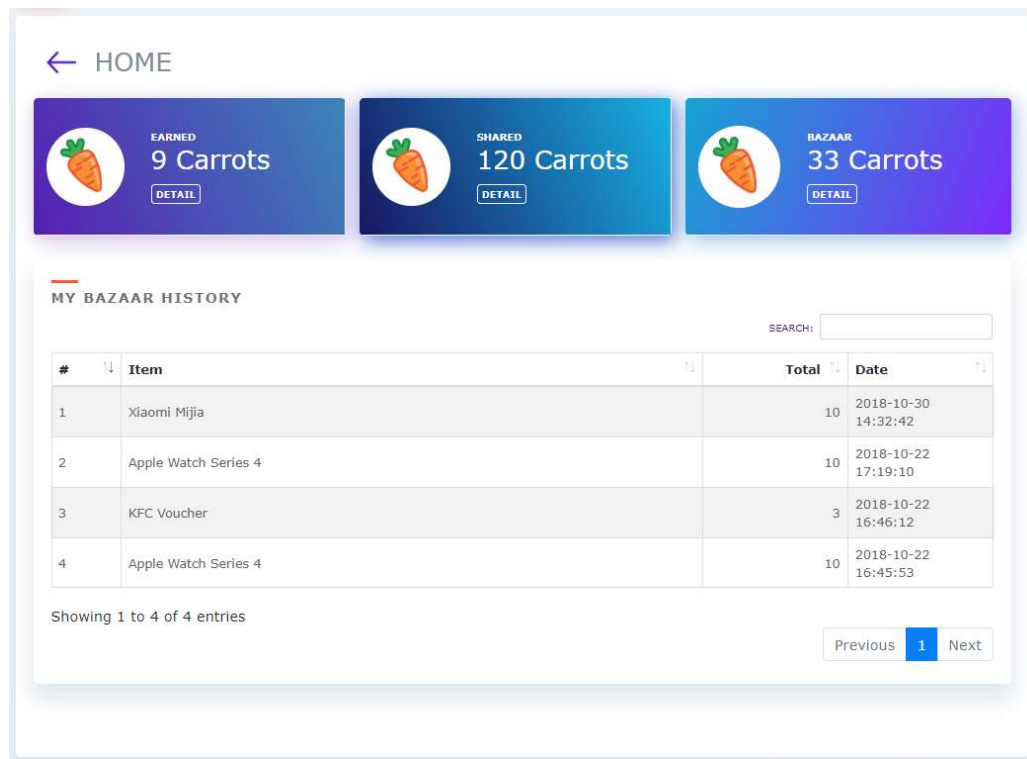 HOME
EARNED
9 Carrots
DETAIL
SHARED
120 Carrots
DETAIL
BAZAAR
33 Carrots
DETAIL
MY BAZAAR HISTORY
SEARCH:
# Item Total Date
1 Xiaomi Mijia 10 2018-10-30
14:32:42
2 Apple Watch Series 4 10 2018-10-22
17:19:10
3 KFC Voucher 3 2018-10-22
16:46:12
4 Apple Watch Series 4 10 2018-10-22
16:45:53
Showing 1 to 4 of 4 entries
Previous 1 Next